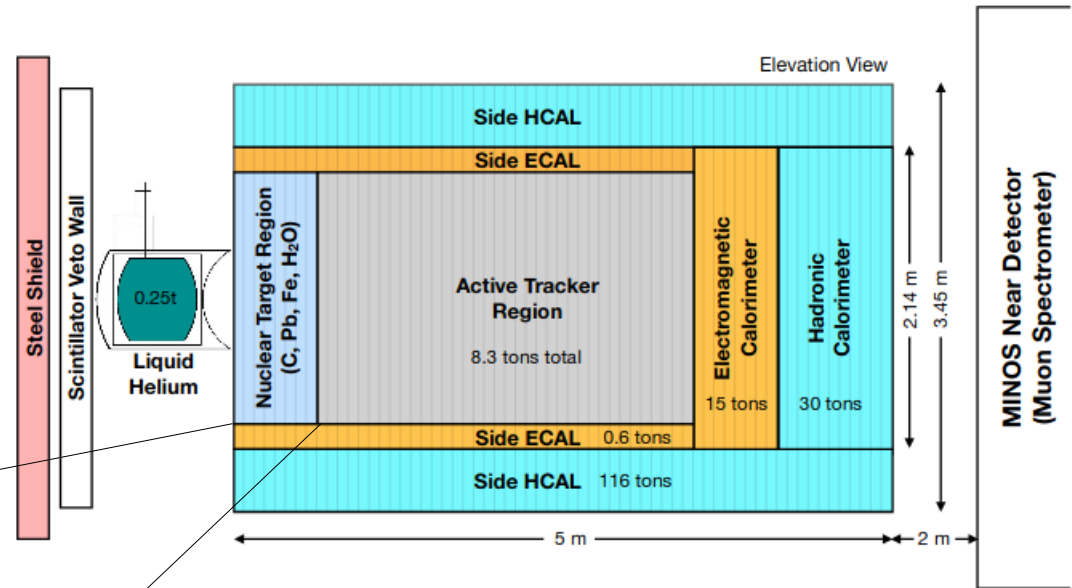 Elevation View
Side HCAL
Side ECAL
Steel Shield
Scintillator Veto Wall
0.25t
Liquid
Helium
Nuclear Target Region
(C, Pb, Fe, H₂O)
Active Tracker
Region
8.3 tons total
Electromagnetic
Calorimeter
15 tons
Hadronic
Calorimeter
30 tons
2.14 m
3.45 m
MINOS Near Detector
(Muon Spectrometer)
Side ECAL 0.6 tons
Side HCAL 116 tons
5 m
2 m